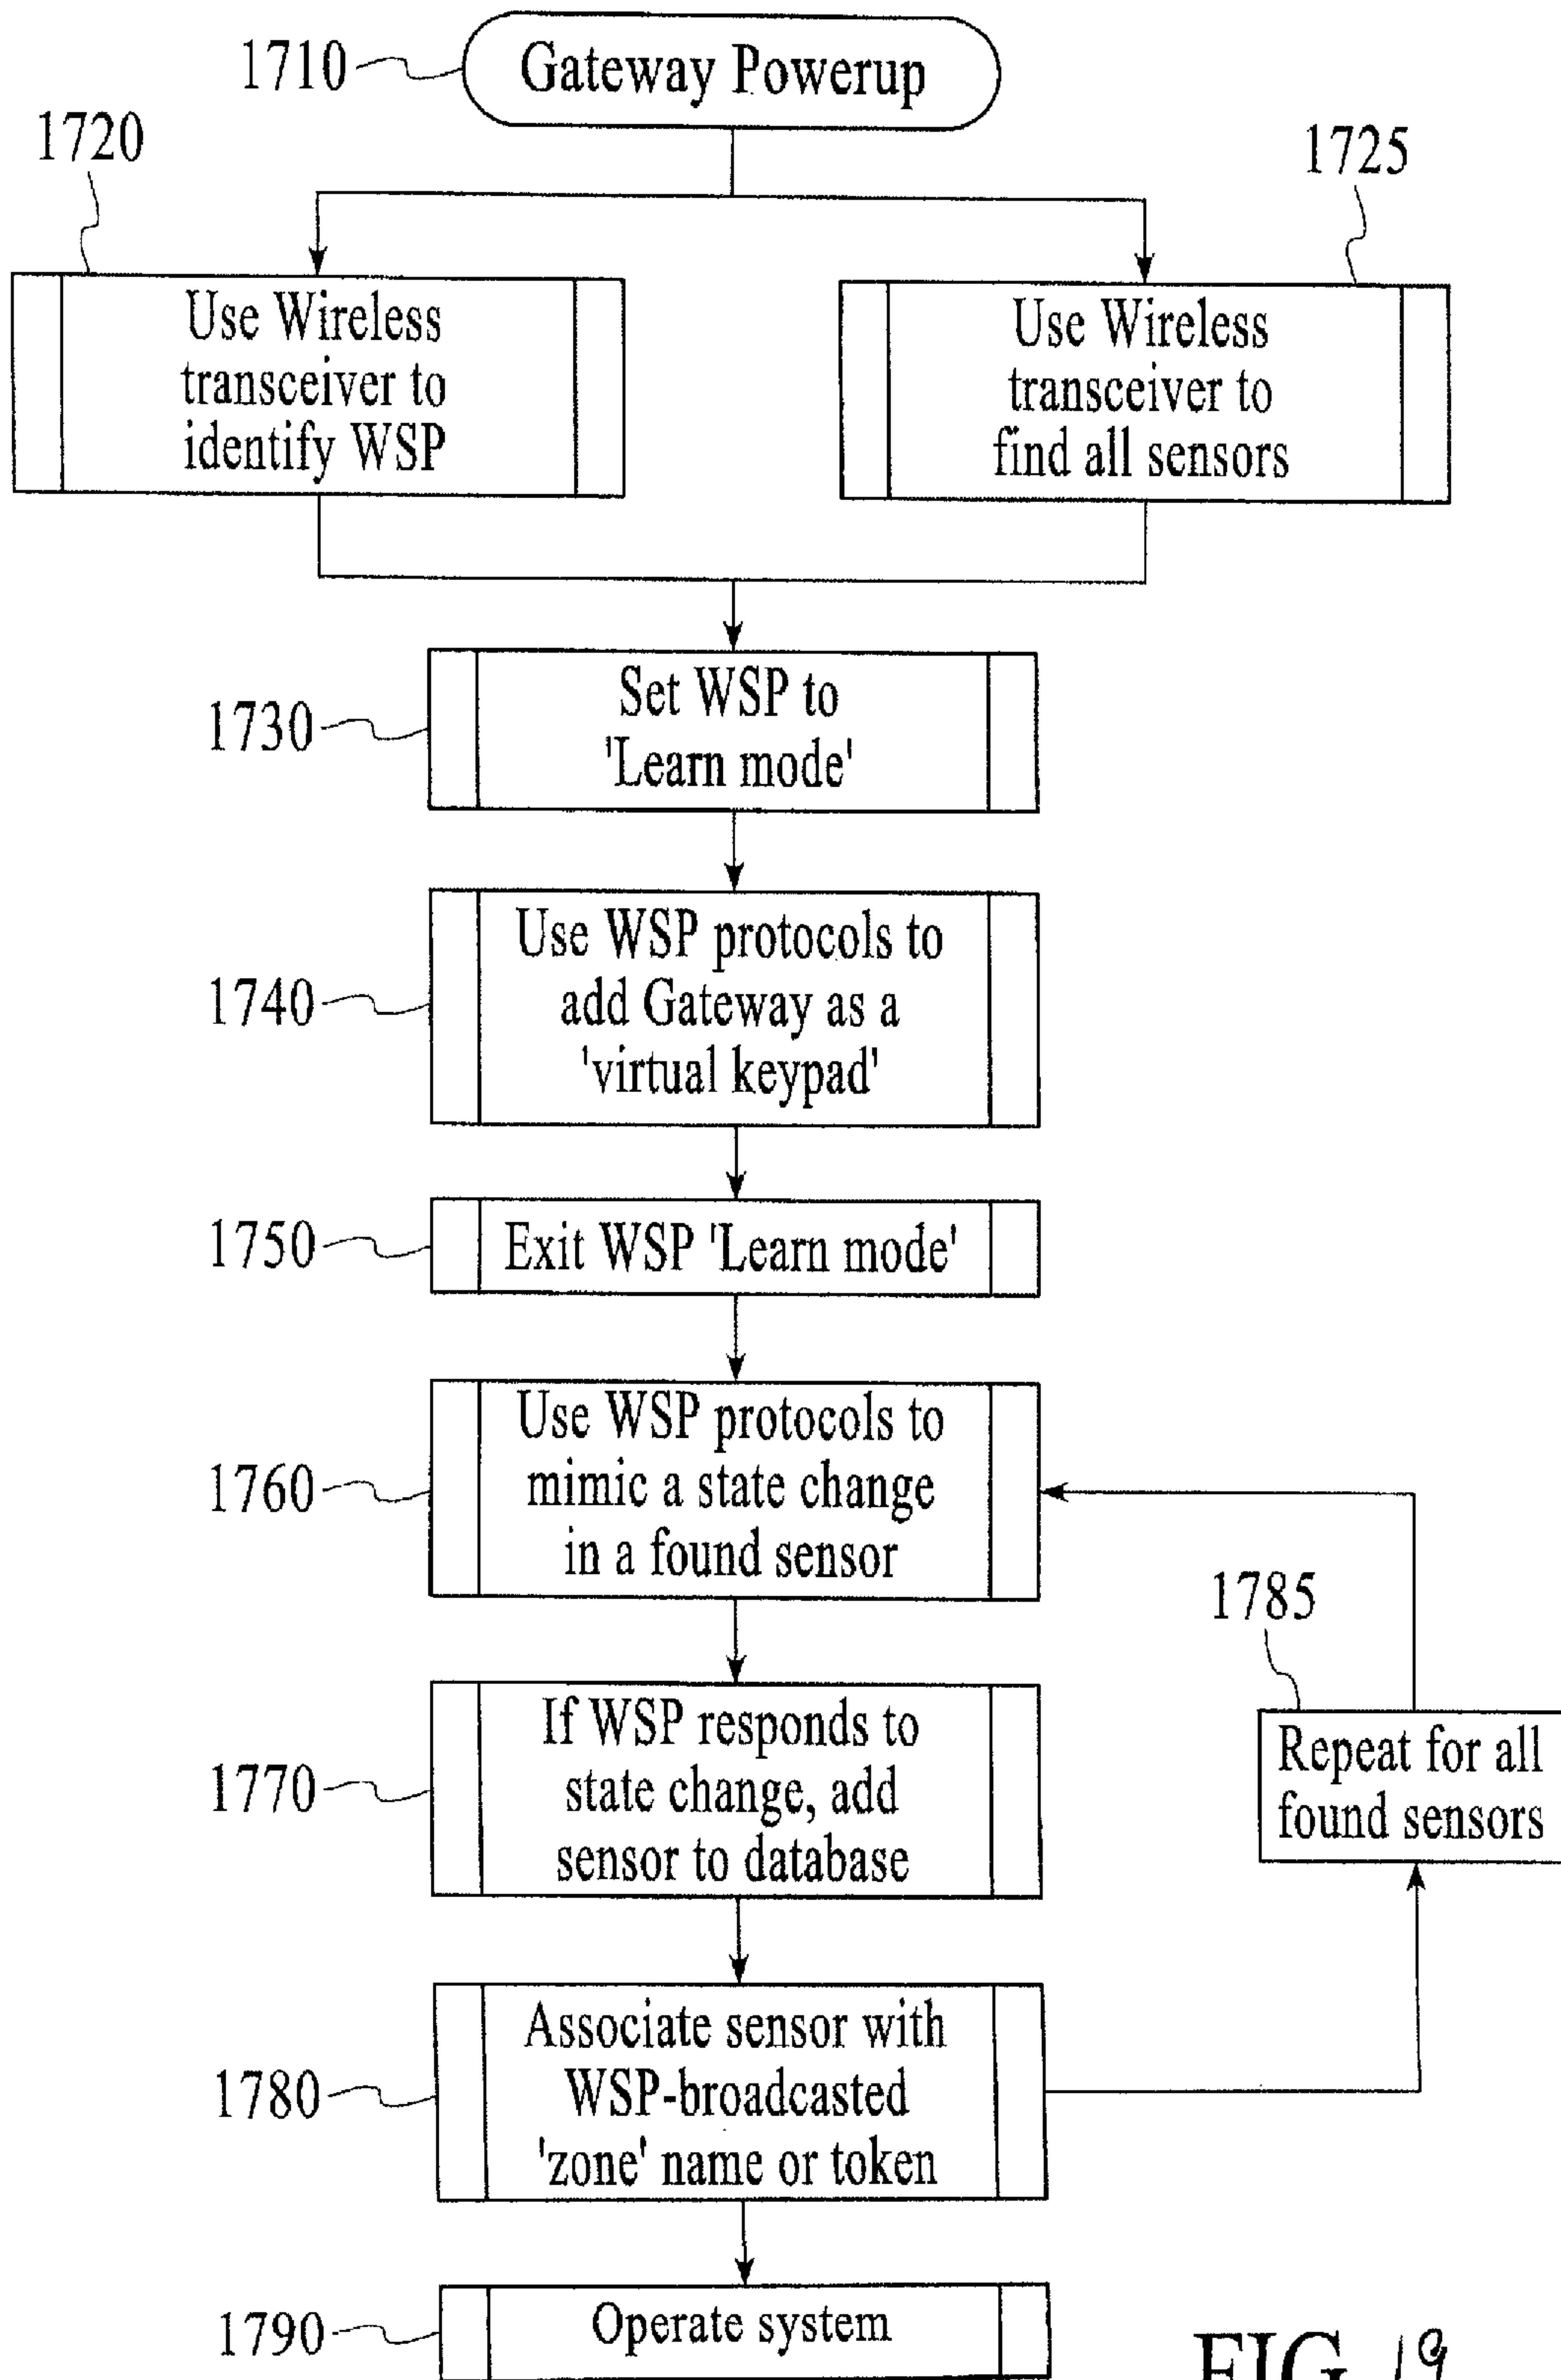 1710
Gateway Powerup
1720
1725
Use Wireless
transceiver to
identify WSP
Use Wireless
transceiver to
find all sensors
1730
Set WSP to
'Learn mode'
1740
Use WSP protocols to
add Gateway as a
'virtual keypad'
1750
Exit WSP 'Learn mode'
1760
Use WSP protocols to
mimic a state change
in a found sensor
1785
Repeat for all
found sensors
1770
If WSP responds to
state change, add
sensor to database
1780
Associate sensor with
WSP-broadcasted
'zone' name or token
1790
Operate system
FIG. 19